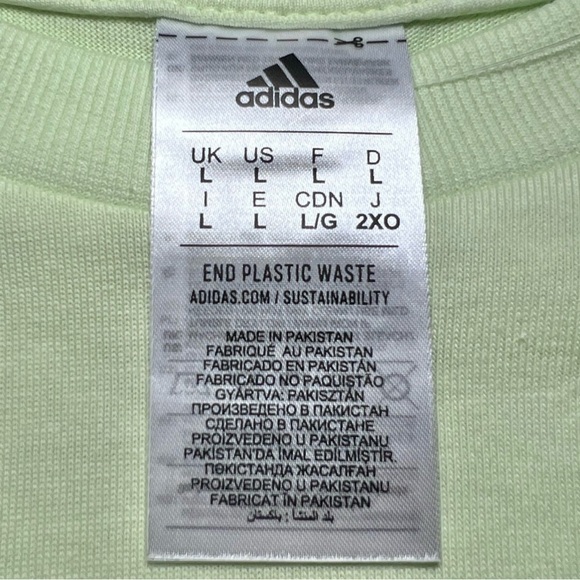 adidas
UK US F D
L L L L
I E CDN J
L L L/G 2XO
END PLASTIC WASTE
ADIDAS.COM / SUSTAINABILITY
MADE IN PAKISTAN
FABRIQUÉ AU PAKISTAN
FABRICADO EN PAKISTÁN
FABRICADO NO PAQUISTÃO
GYÁRTVA: PAKISZTÁN
ПРОИЗВЕДЕНО В ПАКИСТАН
СДЕЛАНО В ПАКИСТАНЕ
PROIZVEDENO U PAKISTANU
PAKİSTAN'DA İMAL EDİLMİŞTİR.
ПӘКІСТАНДА ЖАСАЛҒАН
PROIZVEDENO U PAKISTANU
FABRICAT ÎN PAKISTAN
بلد المنشأ : باكستان